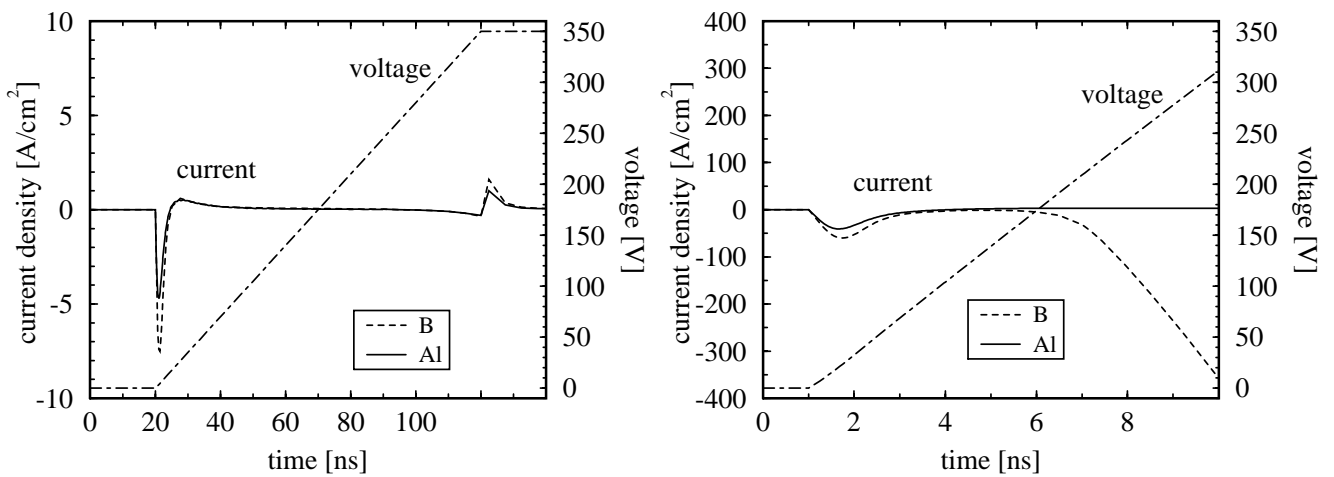 10
5
0
-5
-10
current density [A/cm2]
350
300
250
200
150
100
50
0
voltage [V]
voltage
current
B
Al
0 20 40 60 80 100
time [ns]
400
300
200
100
0
-100
-200
-300
-400
current density [A/cm2]
350
300
250
200
150
100
50
0
voltage [V]
voltage
current
B
Al
0 2 4 6 8
time [ns]